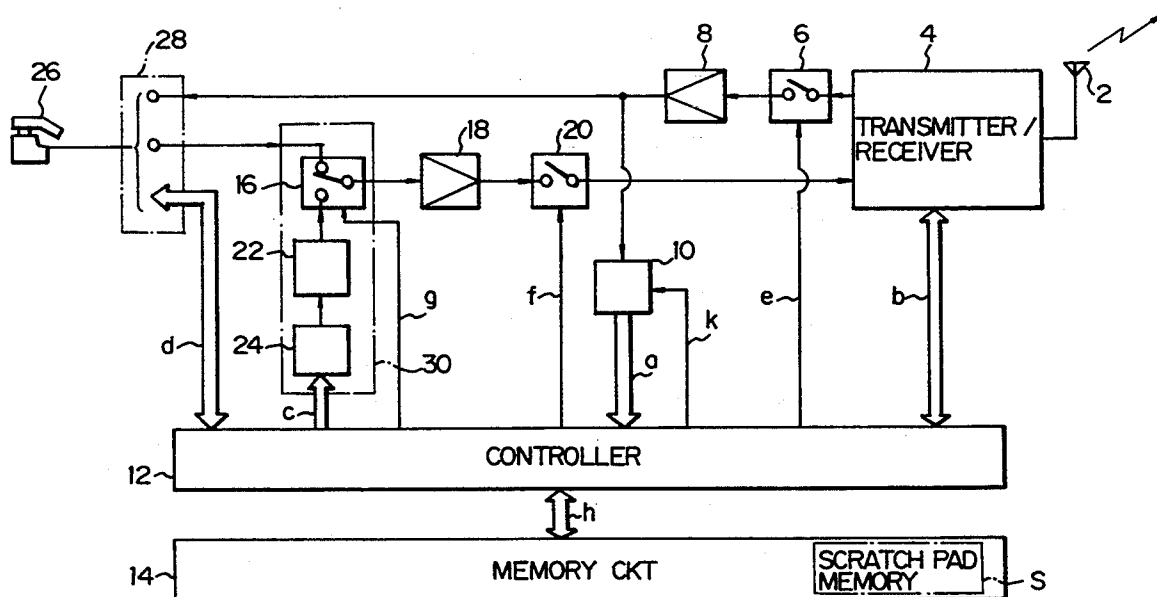 28
8
6
4
26
2
TRANSMITTER /
RECEIVER
18
20
16
22
10
g
f
e
b
k
d
24
30
a
c
CONTROLLER
12
h
14
MEMORY CKT
SCRATCH PAD
MEMORY
S